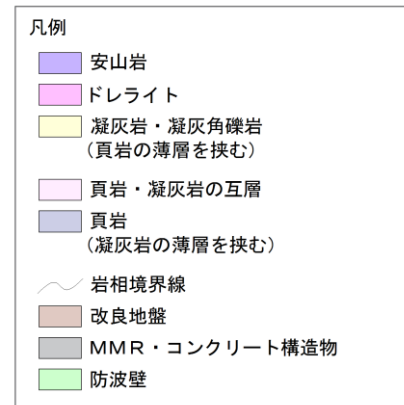 凡例
安山岩
ドレライト
凝灰岩・凝灰角礫岩
(頁岩の薄層を挟む)
頁岩・凝灰岩の互層
頁岩
(凝灰岩の薄層を挟む)
岩相境界線
改良地盤
ＭＭＲ・コンクリート構造物
防波壁